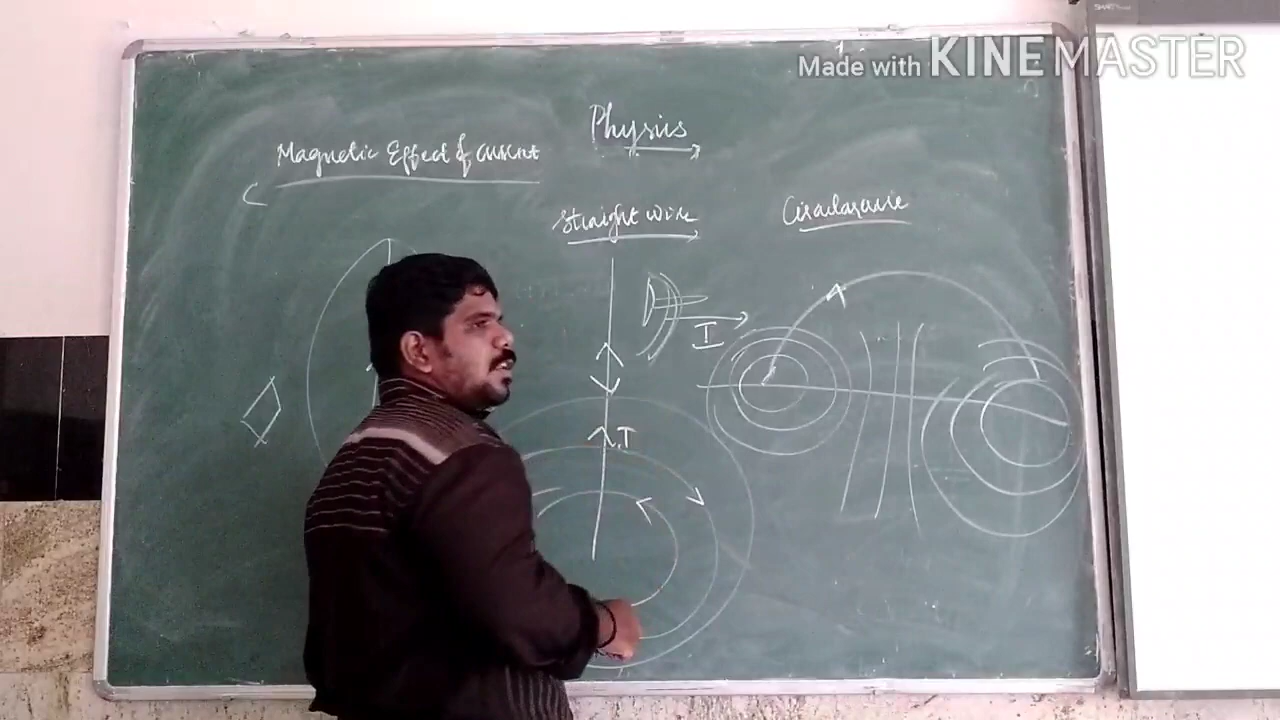 Made with KINEMASTER
Physics
Magnetic Effect of current
C
Straight wire
Circular wire
I
I